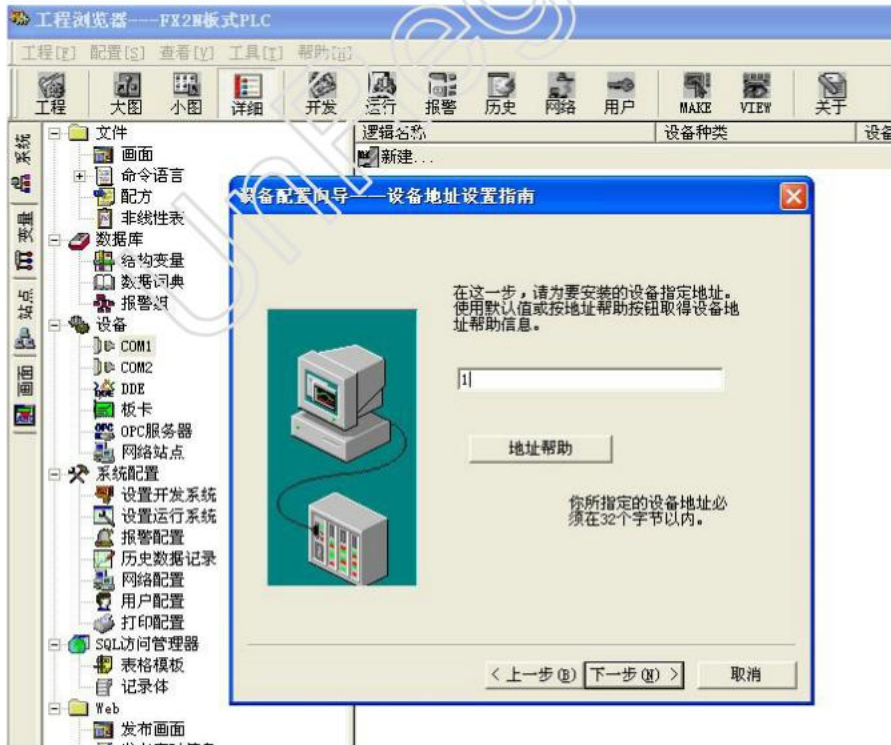 工程浏览器---FX2N板式PLC
工程[E] 配置[S] 查看[V] 工具[T] 帮助[H]
工程 大图 小图 详细 开发 运行 报警 历史 网络 用户 MAKE VIEW 关于
系统
变量
站点
画面
文件
画面
命令语言
配方
非线性表
数据库
结构变量
数据词典
报警组
设备
COM1
COM2
DDE
板卡
OPC服务器
网络站点
系统配置
设置开发系统
设置运行系统
报警配置
历史数据记录
网络配置
用户配置
打印配置
SQL访问管理器
表格模板
记录体
Web
发布画面
逻辑名称 设备种类
新建...
设备配置向导——设备地址设置指南
在这一步，请为要安装的设备指定地址。
使用默认值或按地址帮助按钮取得设备地
址帮助信息。
1
地址帮助
你所指定的设备地址必
须在32个字节以内。
< 上一步(B) 下一步(N) > 取消